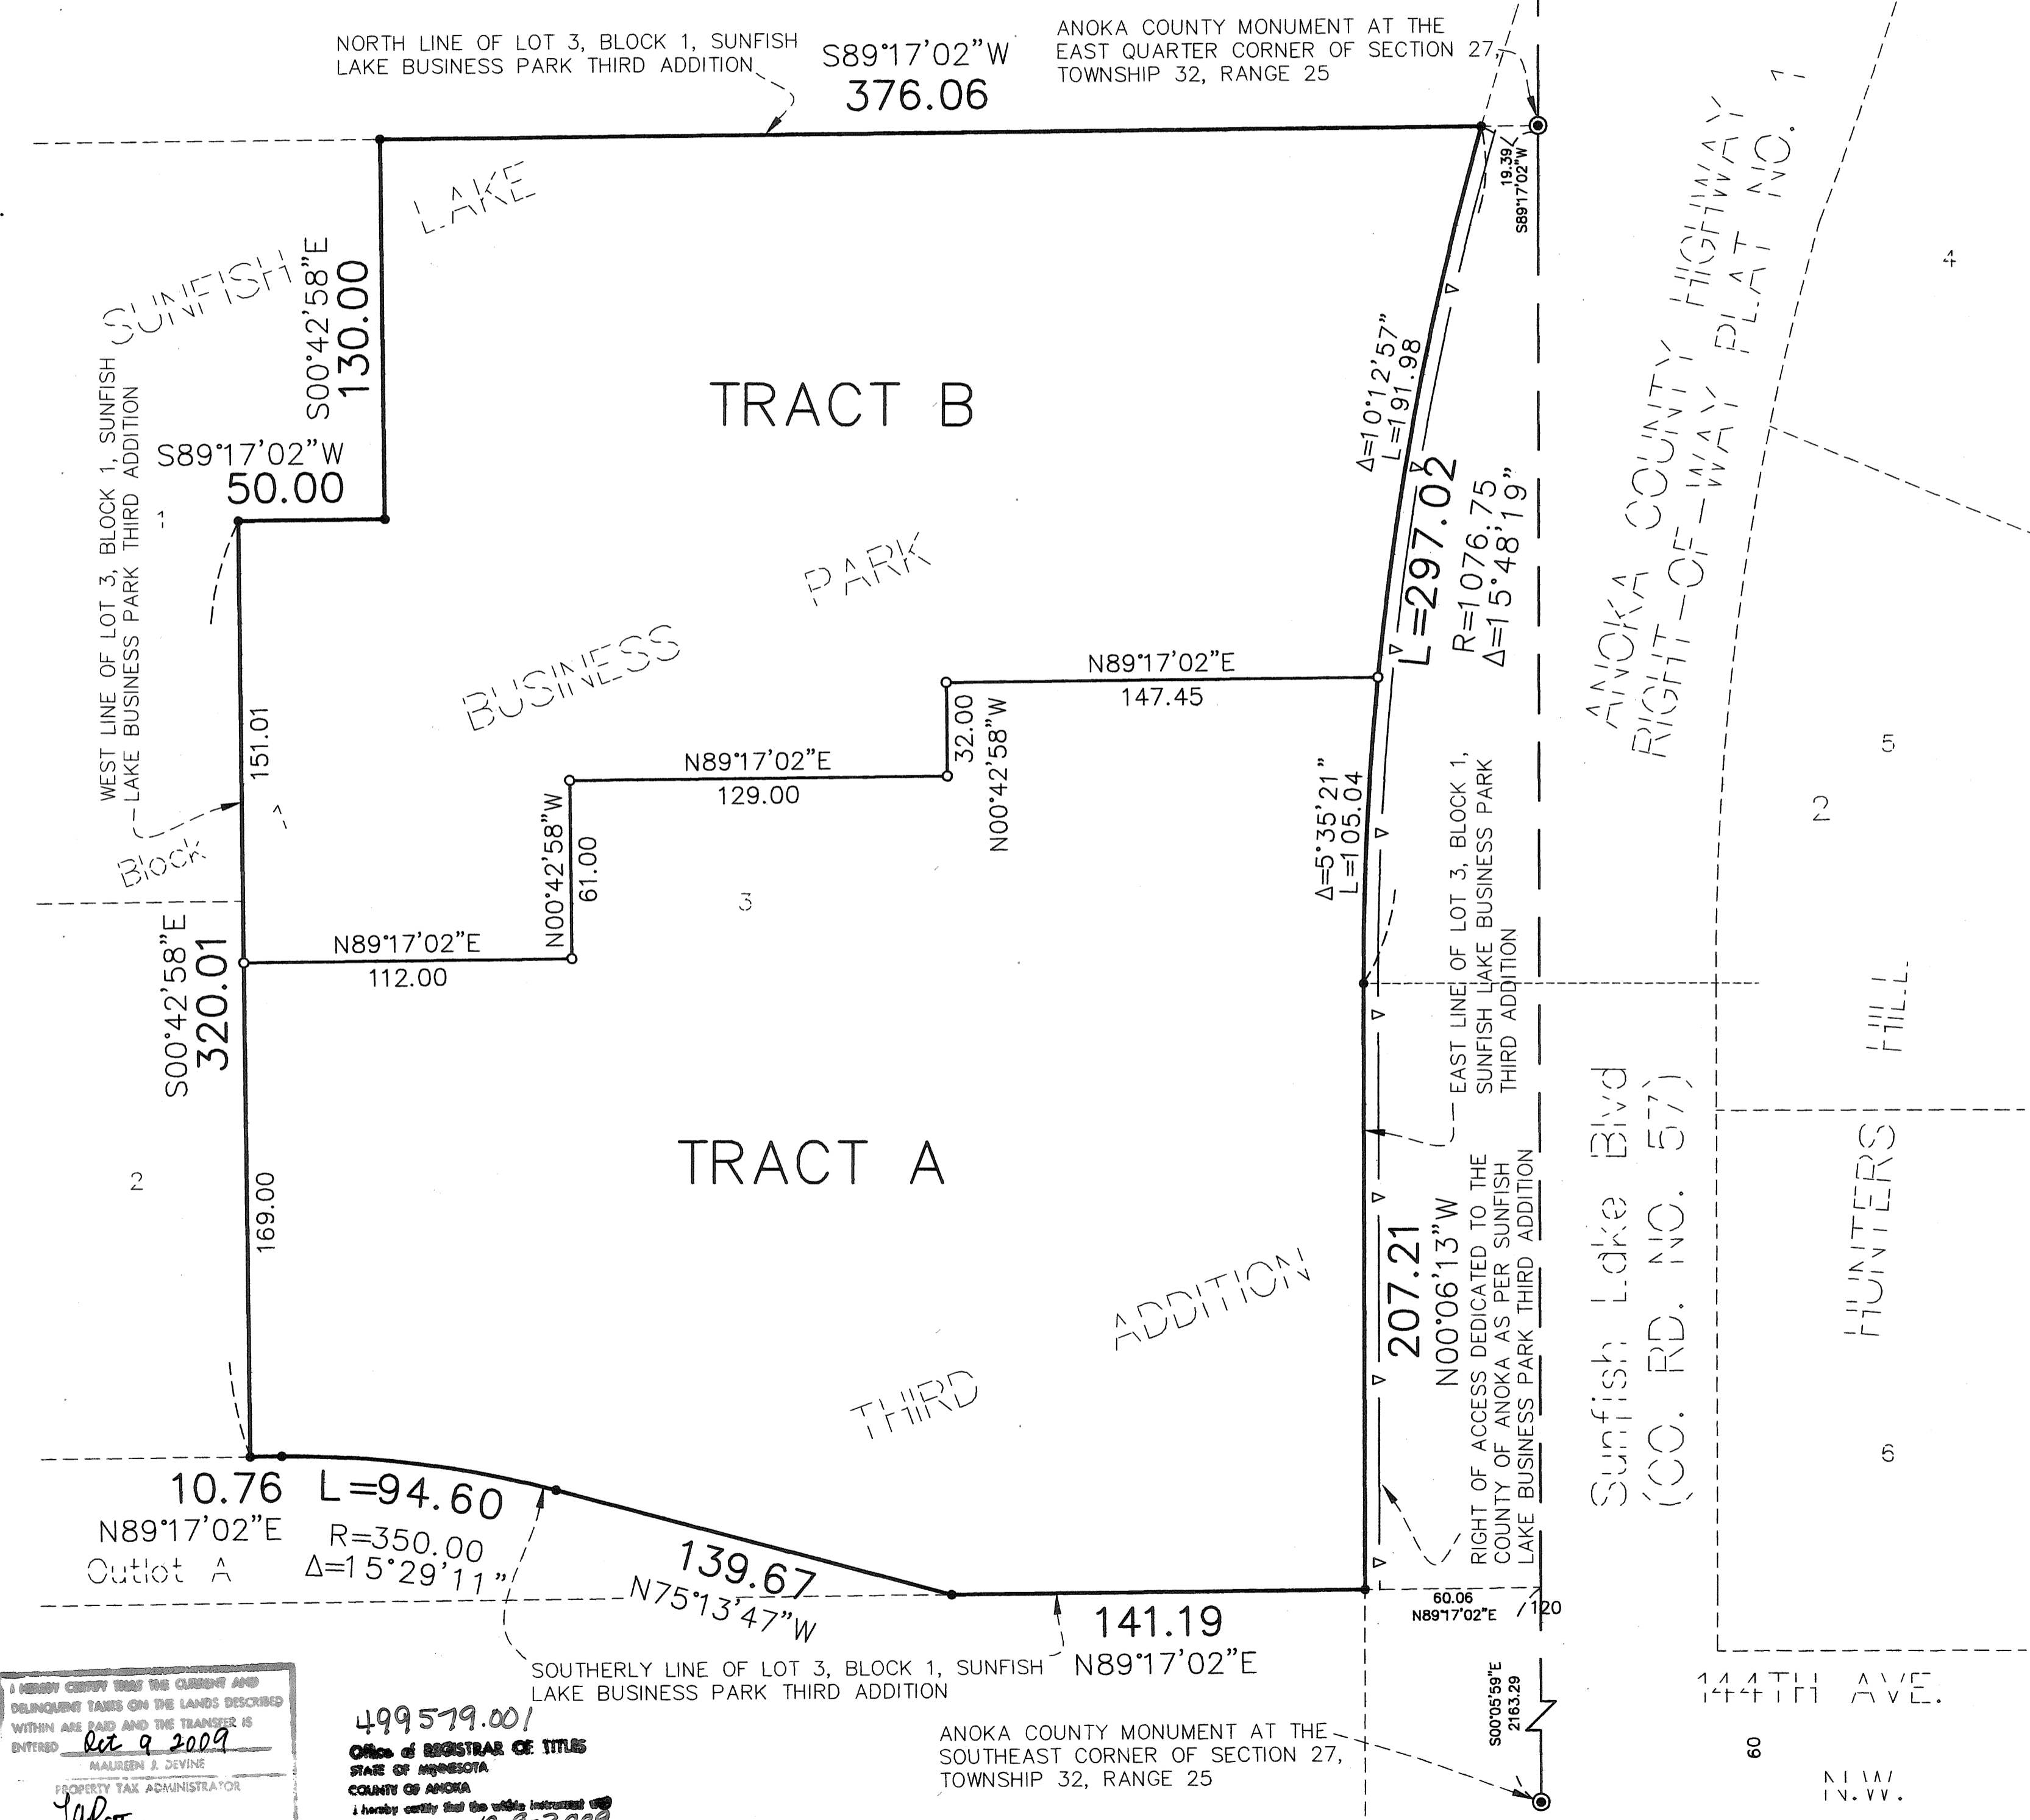 NORTH LINE OF LOT 3, BLOCK 1, SUNFISH
LAKE BUSINESS PARK THIRD ADDITION
S89°17'02"W
376.06
ANOKA COUNTY MONUMENT AT THE
EAST QUARTER CORNER OF SECTION 27,
TOWNSHIP 32, RANGE 25
19.39
S89°17'02"W
SUNFISH
LAKE
S00°42'58"E
130.00
WEST LINE OF LOT 3, BLOCK 1, SUNFISH
LAKE BUSINESS PARK THIRD ADDITION
S89°17'02"W
50.00
1
TRACT B
Δ=10°12'57"
L=191.98
L=297.02
R=1076.75
Δ=15°48'19"
ANOKA COUNTY HIGHWAY
RIGHT-OF-WAY PLAT NO. 1
4
PARK
BUSINESS
151.01
N89°17'02"E
147.45
32.00
N00°42'58"W
N89°17'02"E
129.00
N00°42'58"W
61.00
Δ=5°35'21"
L=105.04
5
2
Block
1
3
N89°17'02"E
112.00
S00°42'58"E
320.01
EAST LINE OF LOT 3, BLOCK 1,
SUNFISH LAKE BUSINESS PARK
THIRD ADDITION
HUNTERS HILL
TRACT A
2
169.00
207.21
N00°06'13"W
RIGHT OF ACCESS DEDICATED TO THE
COUNTY OF ANOKA AS PER SUNFISH
LAKE BUSINESS PARK THIRD ADDITION
Sunfish Lake Blvd
(CO. RD. NO. 57)
6
ADDITION
THIRD
10.76
N89°17'02"E
Outlot A
L=94.60
R=350.00
Δ=15°29'11"
139.67
N75°13'47"W
141.19
N89°17'02"E
60.06
N89°17'02"E
120
SOUTHERLY LINE OF LOT 3, BLOCK 1, SUNFISH
LAKE BUSINESS PARK THIRD ADDITION
S00°06'59"E
2163.29
144TH AVE.
60
N.W.
ANOKA COUNTY MONUMENT AT THE
SOUTHEAST CORNER OF SECTION 27,
TOWNSHIP 32, RANGE 25
I HEREBY CERTIFY THAT THE CURRENT AND
DELINQUENT TAXES ON THE LANDS DESCRIBED
WITHIN ARE PAID AND THE TRANSFER IS
ENTERED Oct 9 2009
MAUREEN J. DEVINE
PROPERTY TAX ADMINISTRATOR
499579.001
Office of REGISTRAR OF TITLES
STATE OF MINNESOTA
COUNTY OF ANOKA
I hereby certify that the within instrument was